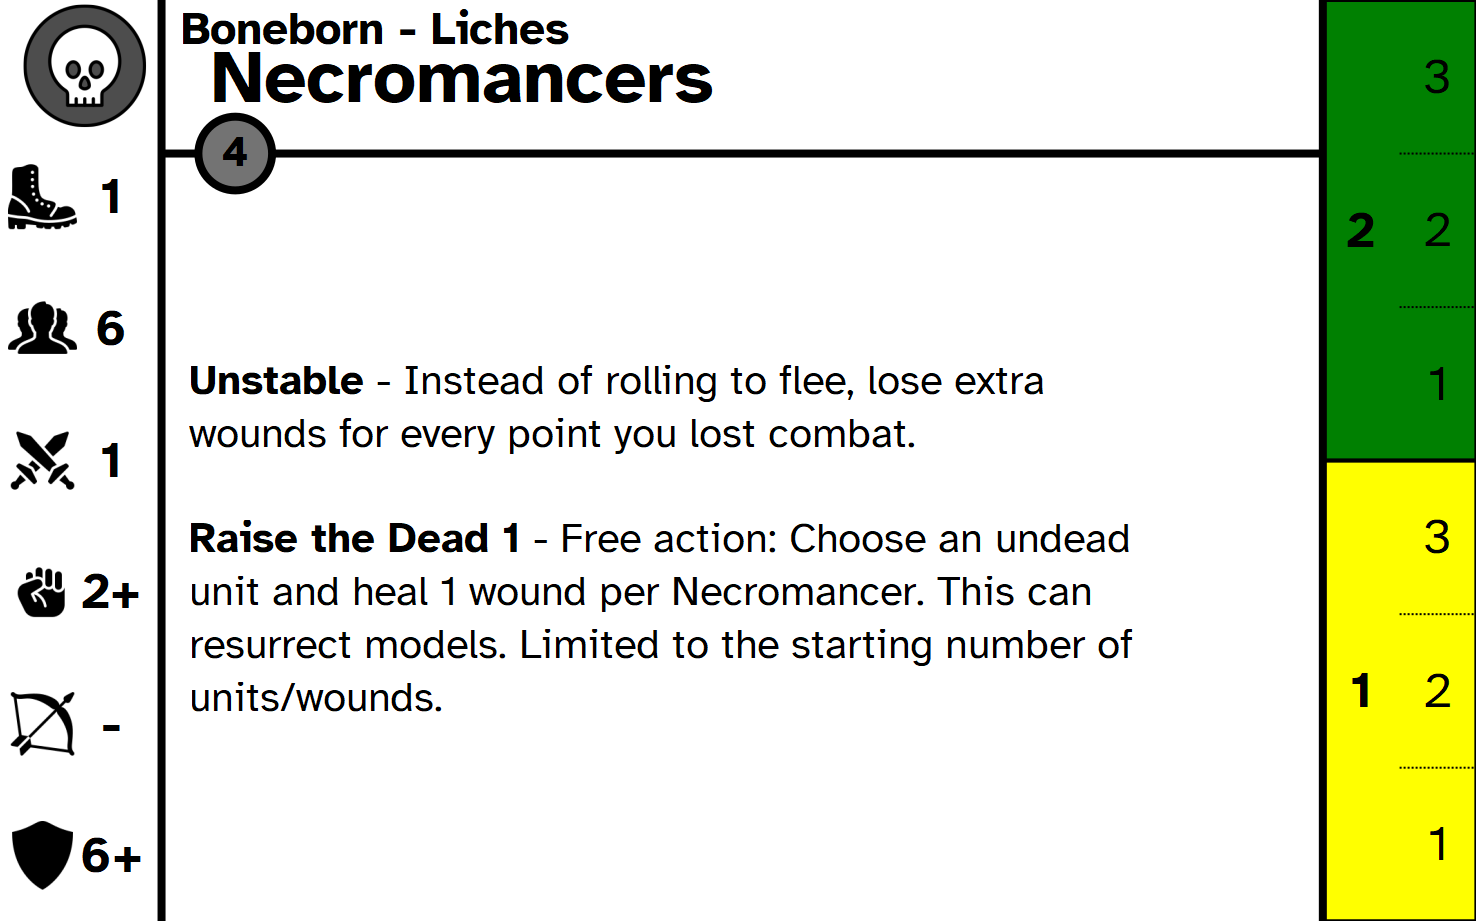 Boneborn - Liches
Necromancers
4
1
6
1
2+
-
6+
Unstable - Instead of rolling to flee, lose extra
wounds for every point you lost combat.
Raise the Dead 1 - Free action: Choose an undead
unit and heal 1 wound per Necromancer. This can
resurrect models. Limited to the starting number of
units/wounds.
3
2 2
1
3
1 2
1